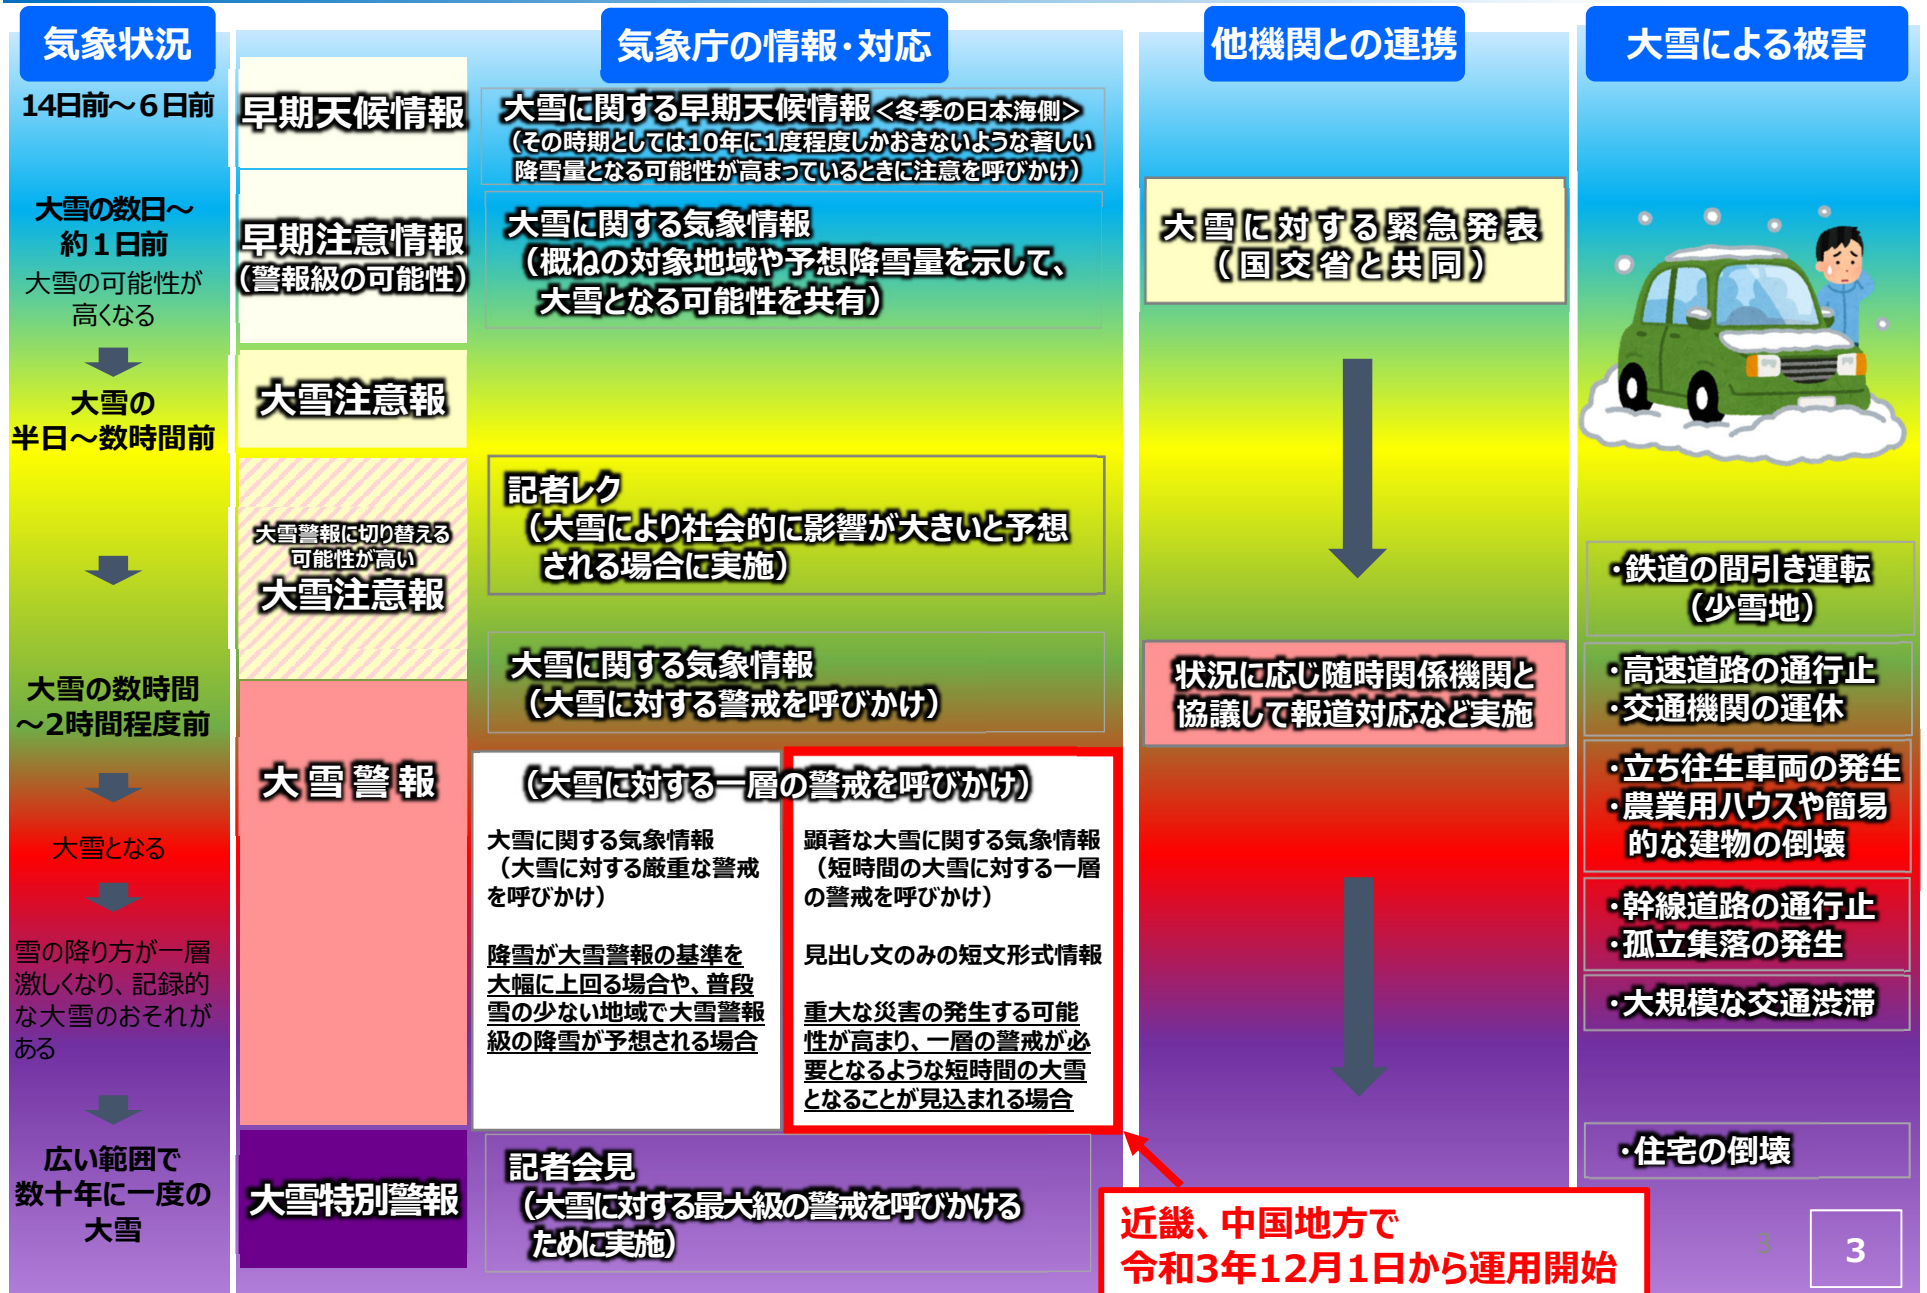 気象状況
14日前～６日前
大雪の数日～
約１日前
大雪の可能性が
高くなる
大雪の
半日～数時間前
大雪の数時間
～2時間程度前
大雪となる
雪の降り方が一層
激しくなり、記録的
な大雪のおそれが
ある
広い範囲で
数十年に一度の
大雪
気象庁の情報・対応
早期天候情報
早期注意情報
（警報級の可能性）
大雪注意報
大雪警報に切り替える
可能性が高い
大雪注意報
大雪警報
大雪特別警報
大雪に関する早期天候情報＜冬季の日本海側＞
（その時期としては10年に1度程度しかおきないような著しい
降雪量となる可能性が高まっているときに注意を呼びかけ）
大雪に関する気象情報
（概ねの対象地域や予想降雪量を示して、
大雪となる可能性を共有）
記者レク
（大雪により社会的に影響が大きいと予想
される場合に実施）
大雪に関する気象情報
（大雪に対する警戒を呼びかけ）
（大雪に対する一層の警戒を呼びかけ）
大雪に関する気象情報
（大雪に対する厳重な警戒
を呼びかけ）
降雪が大雪警報の基準を
大幅に上回る場合や、普段
雪の少ない地域で大雪警報
級の降雪が予想される場合
顕著な大雪に関する気象情報
（短時間の大雪に対する一層
の警戒を呼びかけ）
見出し文のみの短文形式情報
重大な災害の発生する可能
性が高まり、一層の警戒が必
要となるような短時間の大雪
となることが見込まれる場合
記者会見
（大雪に対する最大級の警戒を呼びかける
ために実施）
他機関との連携
大雪に対する緊急発表
（国交省と共同）
状況に応じ随時関係機関と
協議して報道対応など実施
近畿、中国地方で
令和3年12月1日から運用開始
大雪による被害
・鉄道の間引き運転
（少雪地）
・高速道路の通行止
・交通機関の運休
・立ち往生車両の発生
・農業用ハウスや簡易
的な建物の倒壊
・幹線道路の通行止
・孤立集落の発生
・大規模な交通渋滞
・住宅の倒壊
3
3